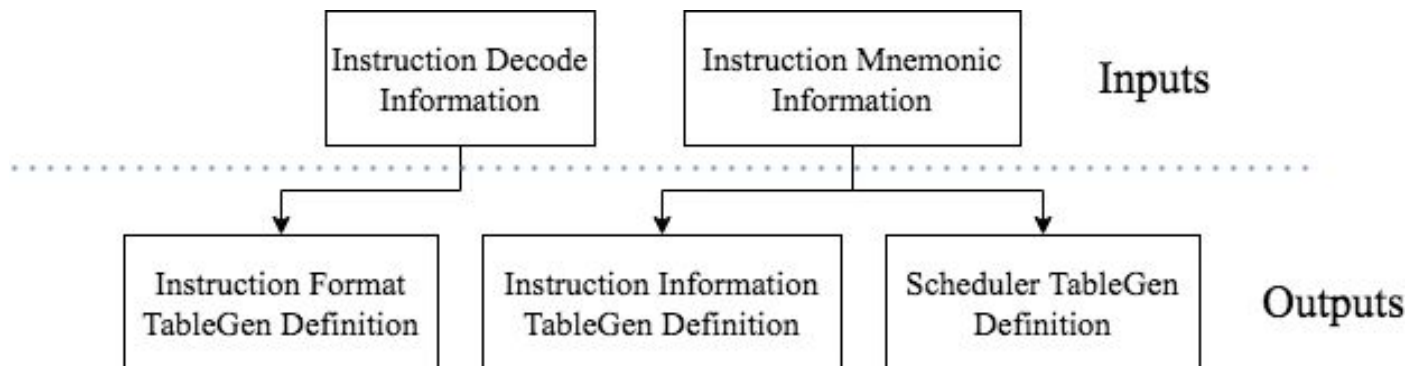 Instruction Decode
Information
Instruction Mnemonic
Information
Inputs
Instruction Format
TableGen Definition
Instruction Information
TableGen Definition
Scheduler TableGen
Definition
Outputs